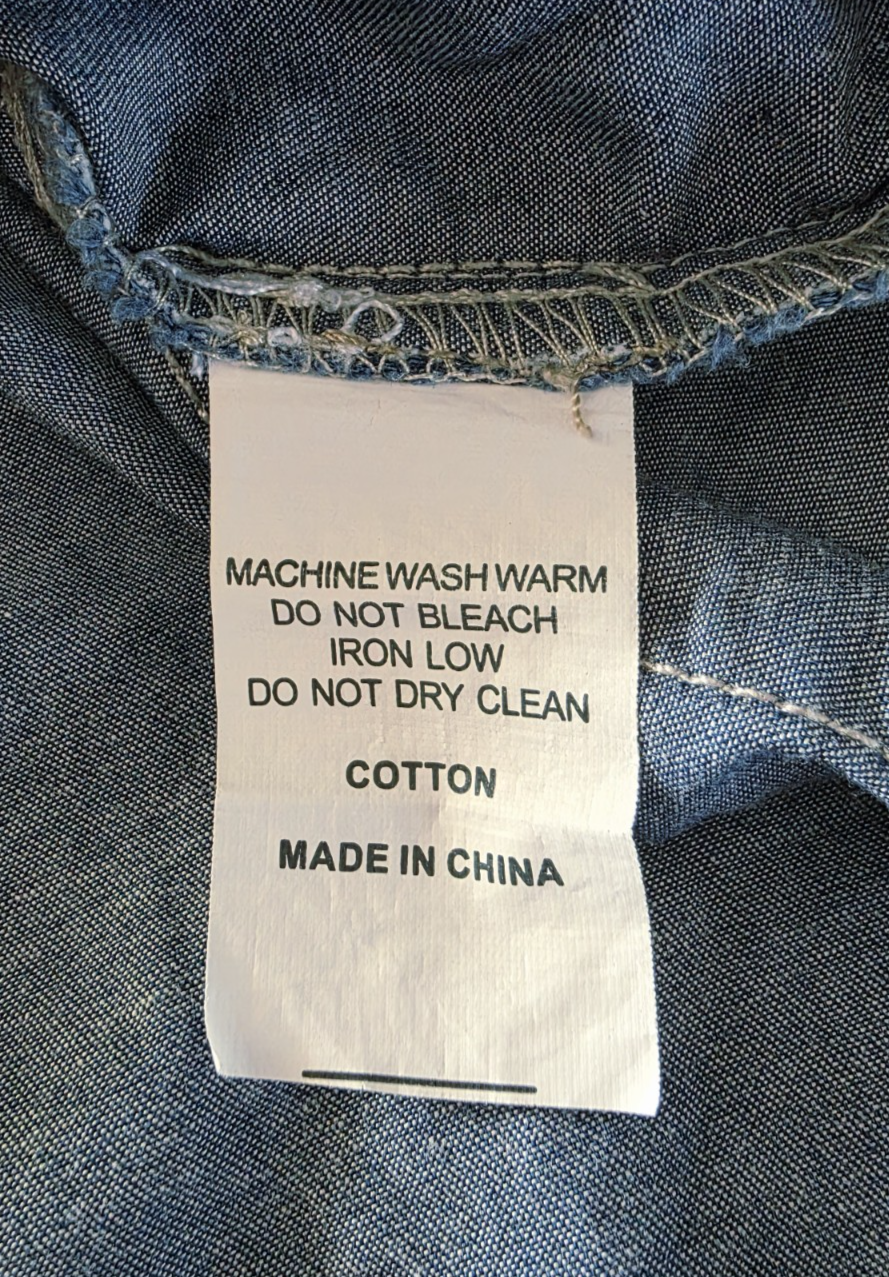 MACHINE WASH WARM
DO NOT BLEACH
IRON LOW
DO NOT DRY CLEAN
COTTON
MADE IN CHINA